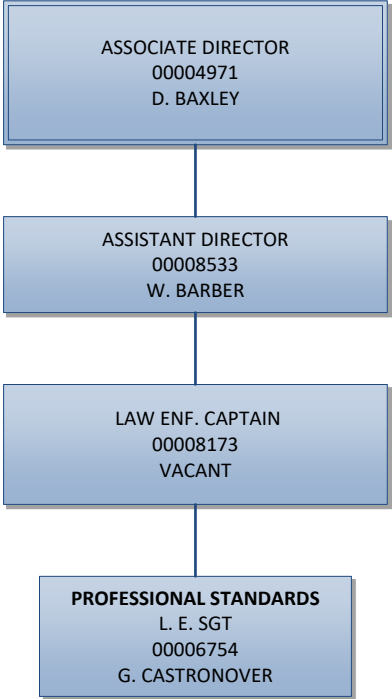 ASSOCIATE DIRECTOR
00004971
D. BAXLEY
ASSISTANT DIRECTOR
00008533
W. BARBER
LAW ENF. CAPTAIN
00008173
VACANT
PROFESSIONAL STANDARDS
L. E. SGT
00006754
G. CASTRONOVER